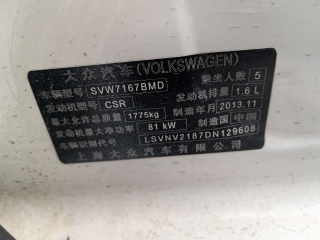 大众汽车(VOLKSWAGEN)
车辆型号 SVW7167BMD 乘坐人数 5
发动机型号 CSR 发动机排量 1.6 L
最大允许总质量 1775kg 制造年月 2013.11
发动机最大净功率 81 kW 制造国 中国
车辆识别代号 LSVNV2187DN129608
上海大众汽车有限公司